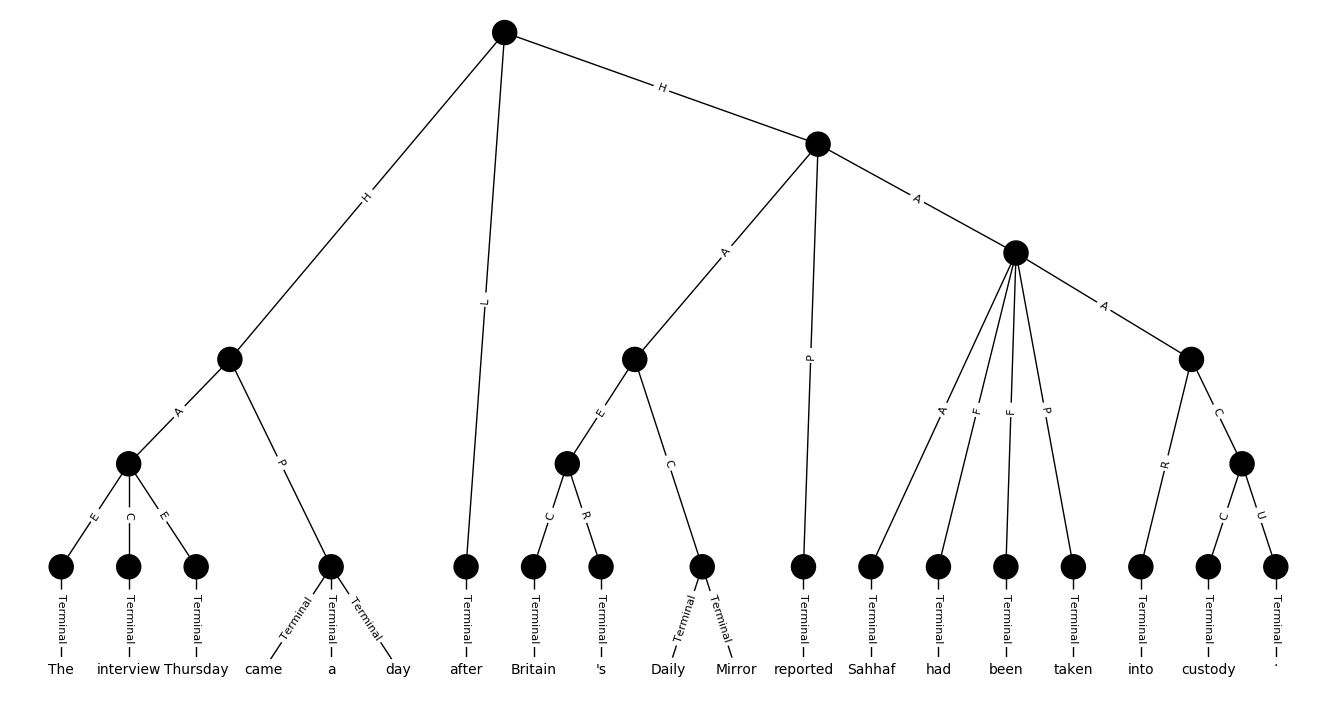 H
H
A
L
A
A
A
P
E
C
P
A
F
F
P
R
C
E
C
E
C
R
C
U
Terminal Terminal Terminal Terminal Terminal Terminal Terminal Terminal Terminal Terminal Terminal Terminal Terminal Terminal Terminal Terminal Terminal Terminal Terminal
The interview Thursday came a day after Britain 's Daily Mirror reported Sahhaf had been taken into custody .